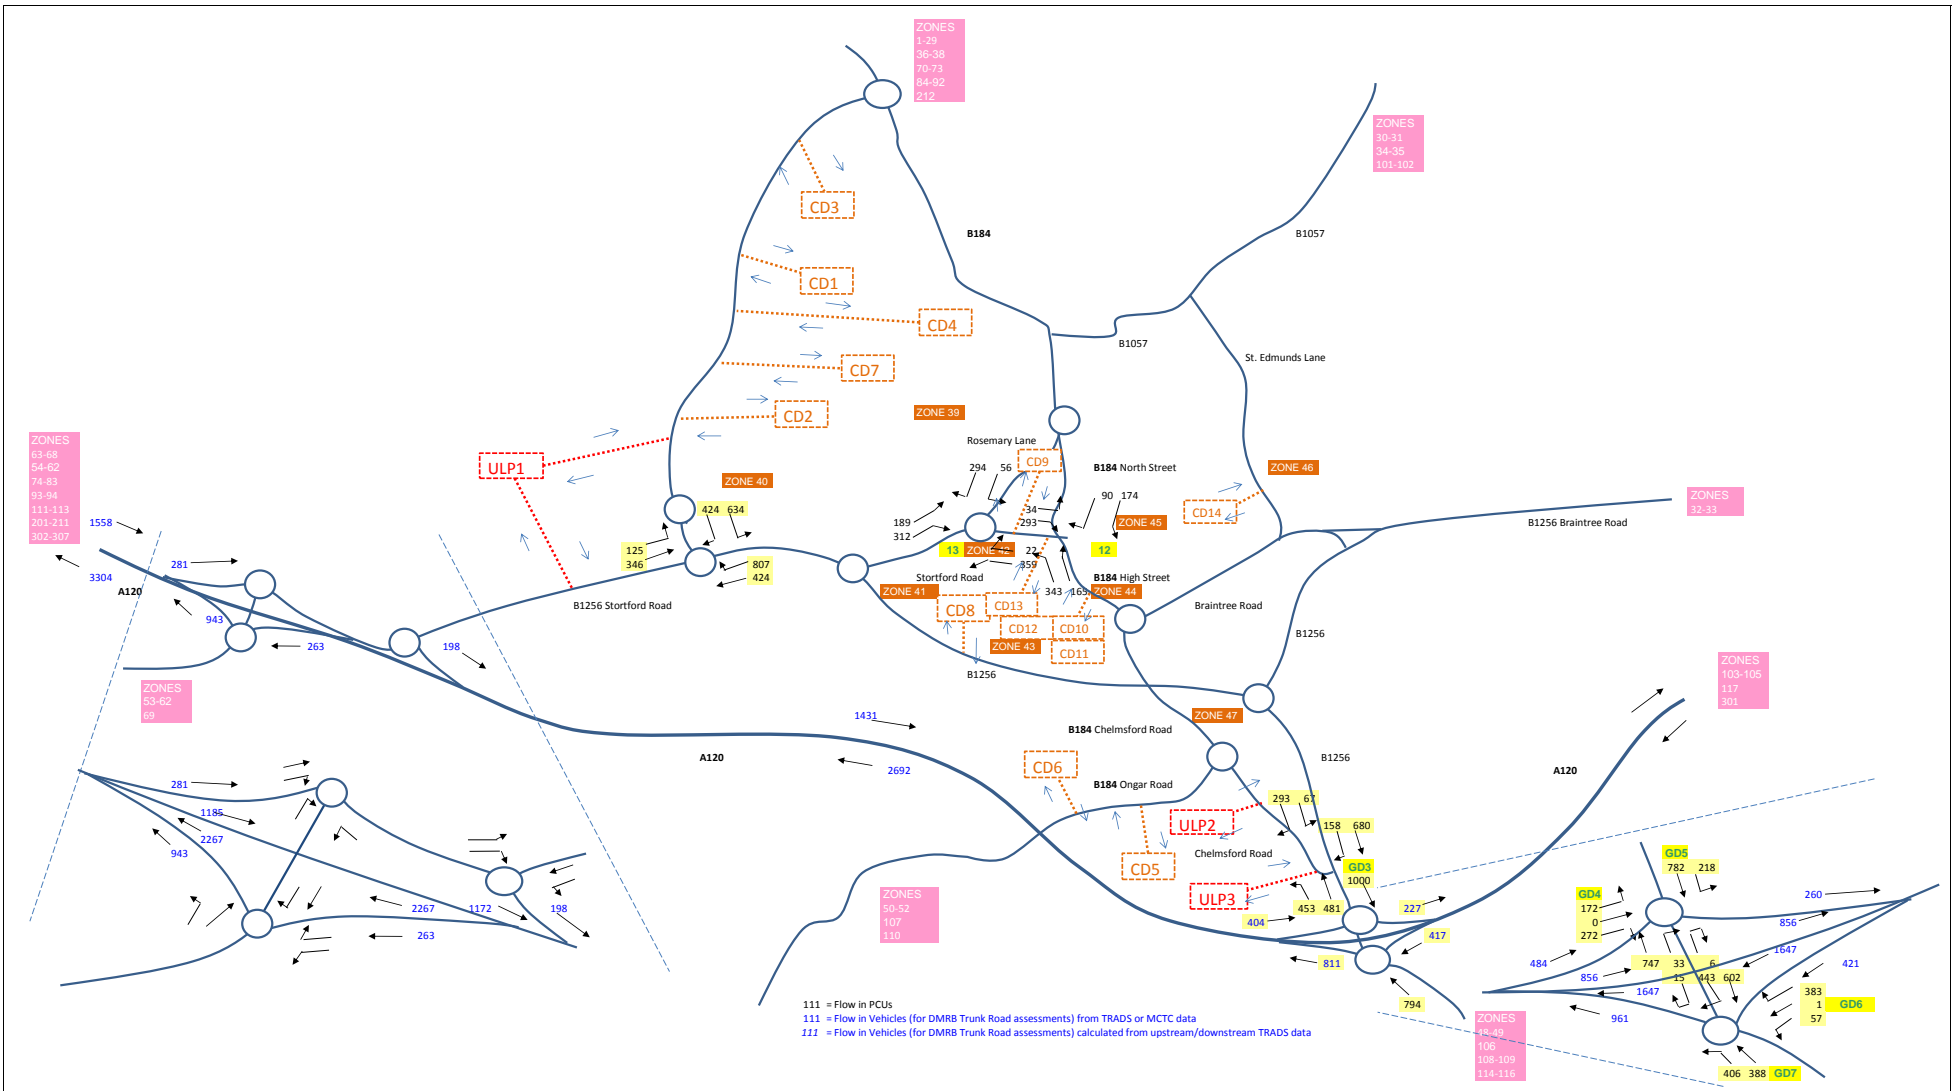 ZONES
1-29
36-38
70-73
84-92
212
ZONES
30-31
34-35
101-102
CD3
B184
B1057
CD1
CD4
B1057
St. Edmunds Lane
CD7
CD2
ZONE 39
Rosemary Lane
ZONES
63-68
54-62
74-83
93-94
111-113
201-211
302-307
ULP1
CD9
294 56
B184 North Street
ZONE 46
ZONE 40
90 174
ZONES
32-33
424 634
34
CD14
1558
189
293
ZONE 45
B1256 Braintree Road
312
125
13 ZONE 42
22
12
346
807
359
281
3304
424
Stortford Road
B184 High Street
A120
ZONE 41
343 165
ZONE 44
B1256 Stortford Road
CD8
CD13
Braintree Road
943
CD12
CD10
B1256
263
198
ZONE 43
CD11
B1256
ZONES
53-62
69
ZONES
103-105
117
301
1431
ZONE 47
B184 Chelmsford Road
A120
2692
CD6
B1256
A120
B184 Ongar Road
281
293 67
1185
ULP2
158 680
2267
943
Chelmsford Road
GD5
CD5
GD3
782 218
1000
ULP3
GD4
260
ZONES
50-52
107
110
172
2267
1172
198
453 481
227
0
856
404
272
263
417
1647
484
747 33 6
421
811
856
15 443 602
1647
383
794
1 GD6
111 = Flow in PCUs
57
111 = Flow in Vehicles (for DMRB Trunk Road assessments) from TRADS or MCTC data
961
111 = Flow in Vehicles (for DMRB Trunk Road assessments) calculated from upstream/downstream TRADS data
ZONES
48-49
106
108-109
114-116
406 388 GD7